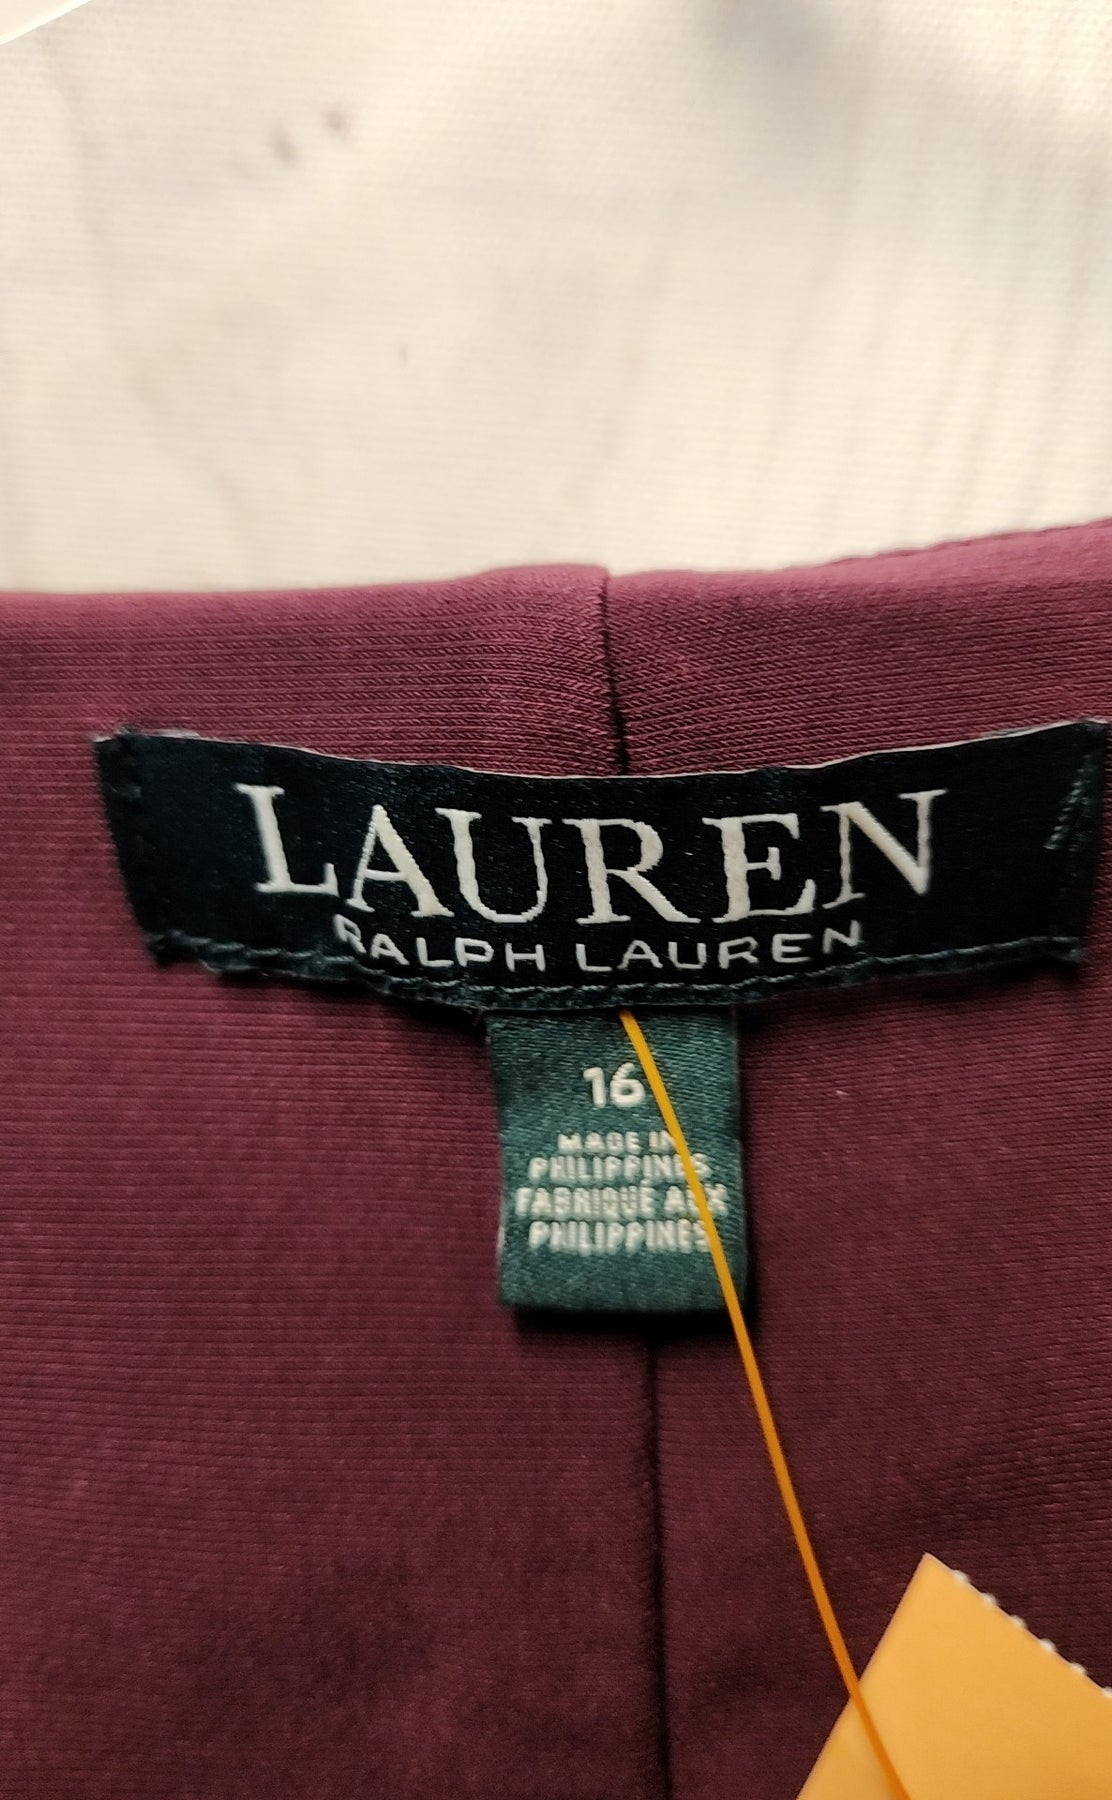 LAUREN
RALPH LAUREN
16
MADE IN
PHILIPPINES
FABRIQUÉ AUX
PHILIPPINES